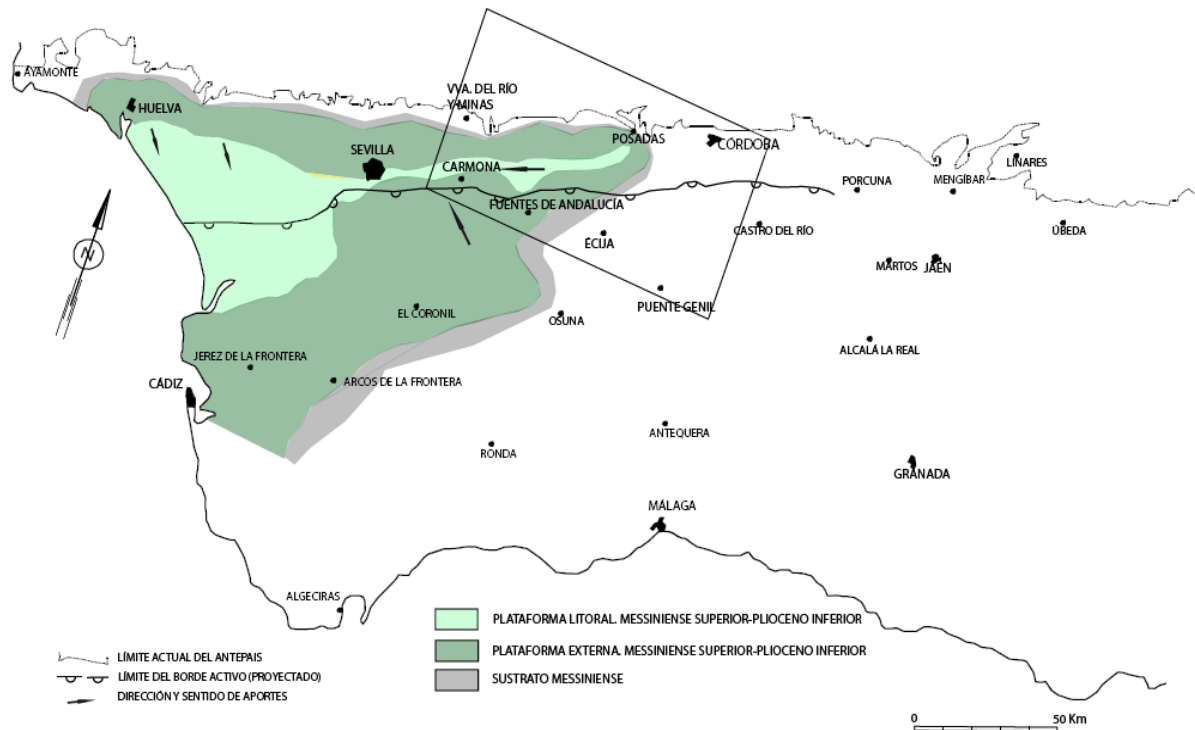 AYAMONTE
HUELVA
VVA. DEL RÍO
Y MINAS
POSADAS
CÓRDOBA
SEVILLA
CARMONA
LINARES
PORCUNA
MENGÍBAR
FUENTES DE ANDALUCÍA
CASTRO DEL RÍO
ÚBEDA
ÉCIJA
MARTOS
JAÉN
N
PUENTE GENIL
EL CORONIL
OSUNA
ALCALÁ LA REAL
JEREZ DE LA FRONTERA
CÁDIZ
ARCOS DE LA FRONTERA
ANTEQUERA
RONDA
GRANADA
MÁLAGA
ALGECIRAS
PLATAFORMA LITORAL. MESSINIENSE SUPERIOR-PLIOCENO INFERIOR
PLATAFORMA EXTERNA. MESSINIENSE SUPERIOR-PLIOCENO INFERIOR
SUSTRATO MESSINIENSE
LÍMITE ACTUAL DEL ANTEPAIS
LÍMITE DEL BORDE ACTIVO (PROYECTADO)
DIRECCIÓN Y SENTIDO DE APORTES
0 50 Km